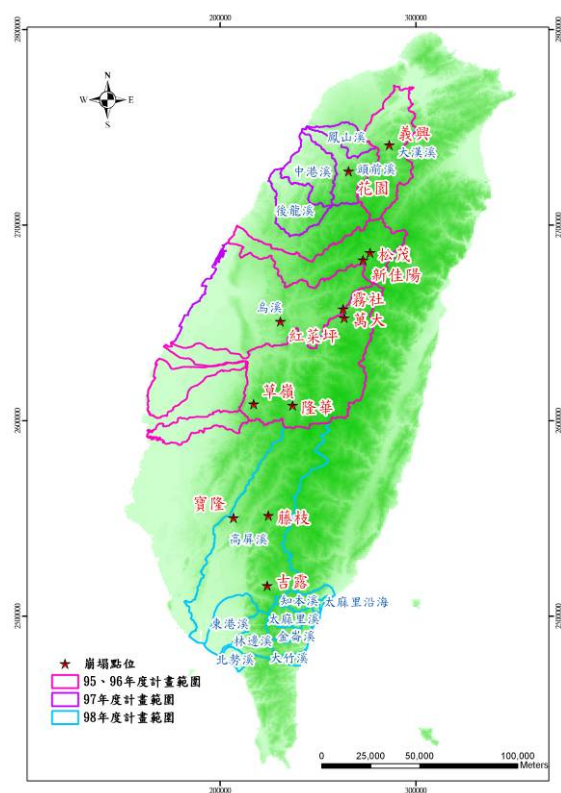 200000
300000
2800000
2800000
N
W
E
S
鳳山溪
義興
大漢溪
中港溪
頭前溪
花園
後龍溪
2700000
2700000
松茂
新佳陽
霧社
烏溪
萬大
紅菜坪
草嶺
隆華
2600000
2600000
寶隆
藤枝
高屏溪
吉露
2500000
2500000
知本溪
太麻里沿海
東港溪
太麻里溪
林邊溪
金崙溪
北勢溪
大竹溪
崩塌點位
95、96年度計畫範圍
97年度計畫範圍
98年度計畫範圍
0
25,000
50,000
100,000
Meters
200000
300000